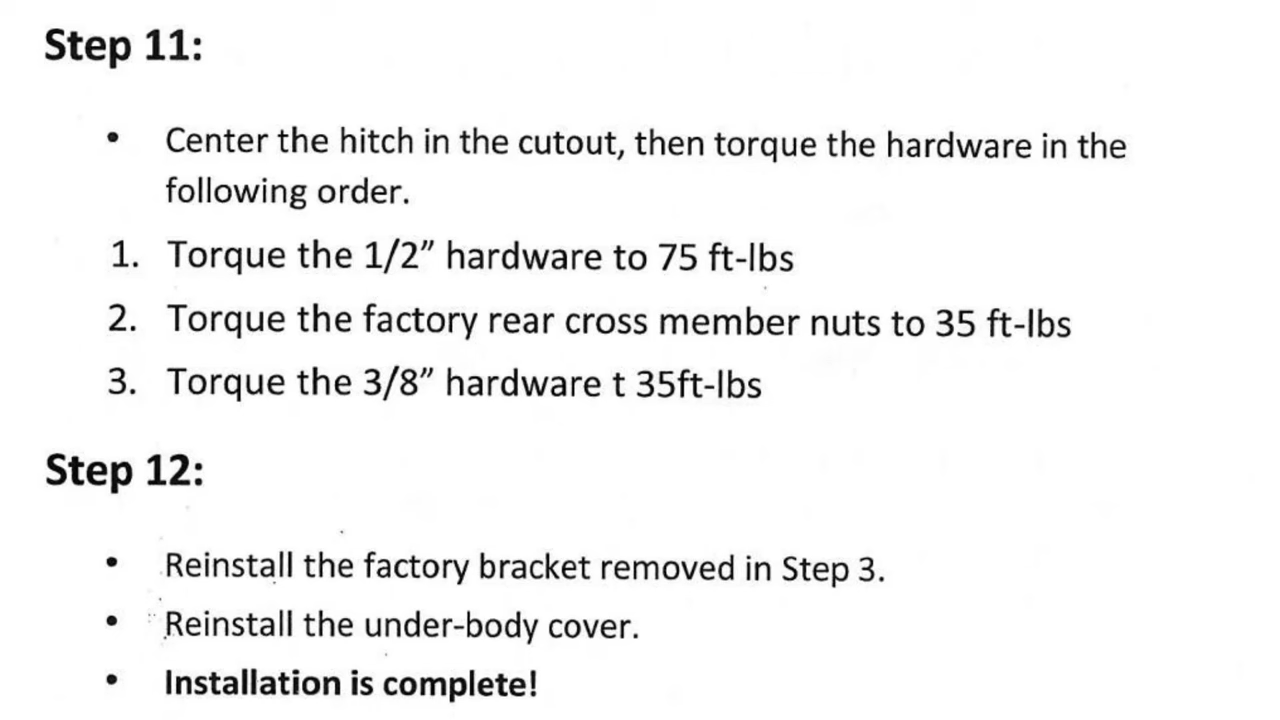 Step 11:
• Center the hitch in the cutout, then torque the hardware in the
following order.
1. Torque the 1/2” hardware to 75 ft-lbs
2. Torque the factory rear cross member nuts to 35 ft-lbs
3. Torque the 3/8” hardware t 35ft-lbs
Step 12:
• Reinstall the factory bracket removed in Step 3.
• Reinstall the under-body cover.
• Installation is complete!